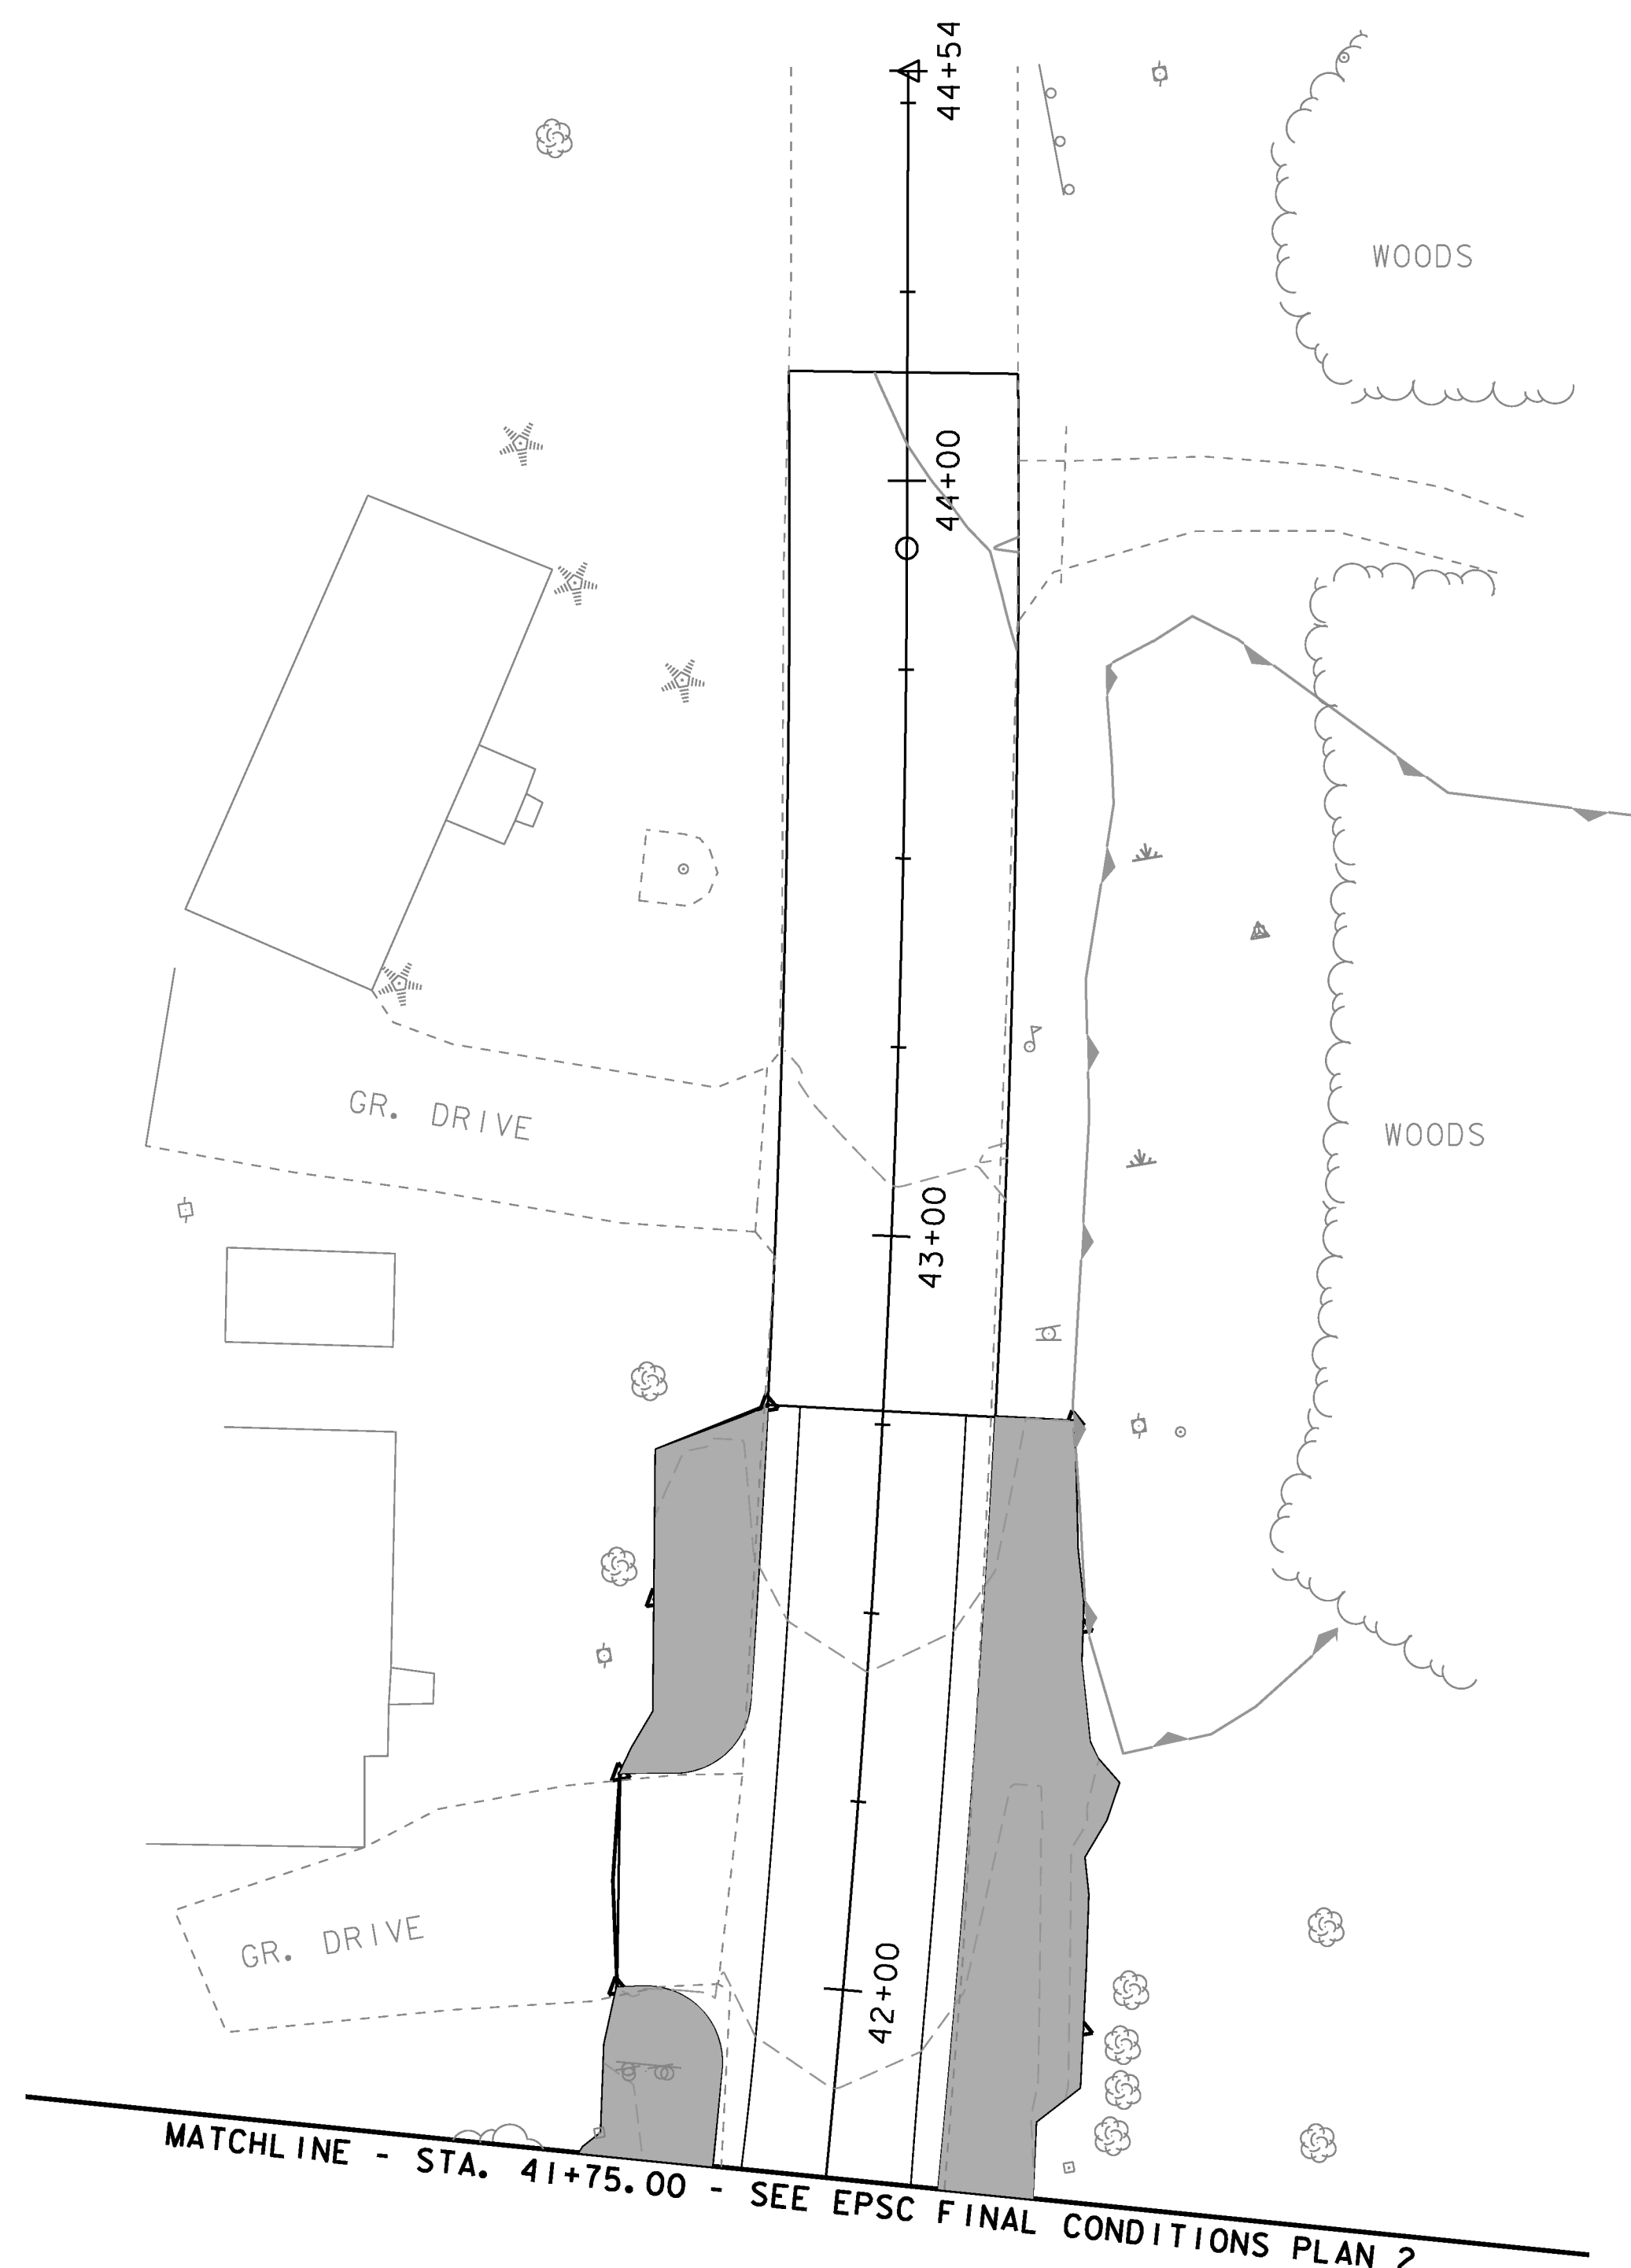 44+54
WOODS
44+00
GR. DRIVE
WOODS
43+00
GR. DRIVE
42+00
MATCHLINE - STA. 41+75.00 - SEE EPSC FINAL CONDITIONS PLAN 2